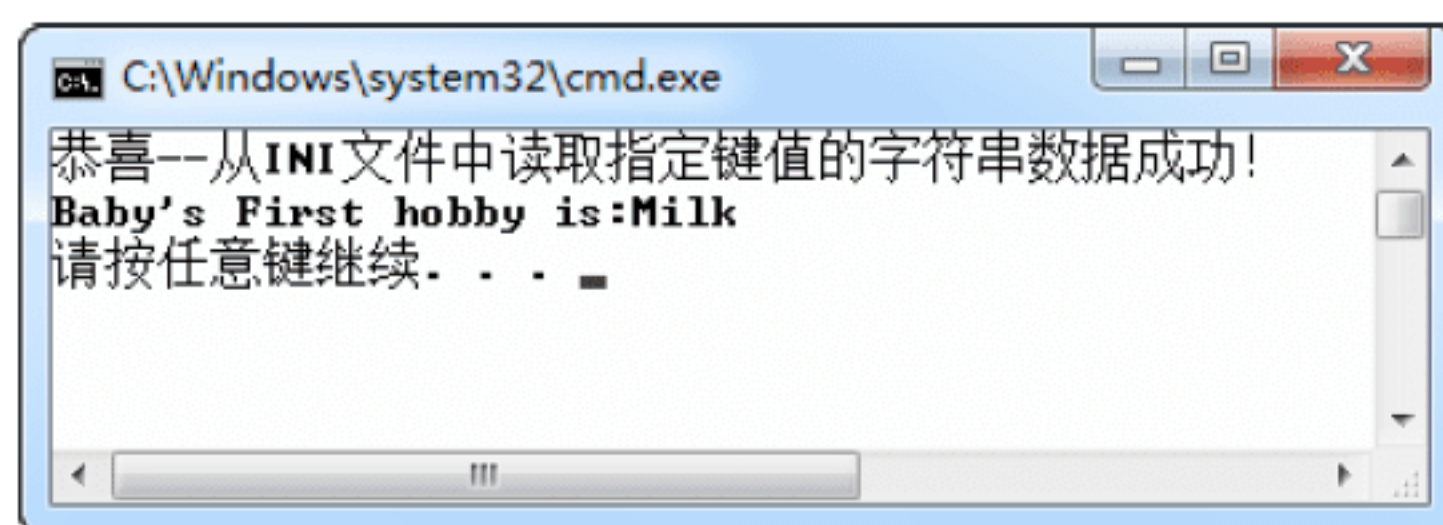 C:\Windows\system32\cmd.exe
恭喜--从INI文件中读取指定键值的字符串数据成功!
Baby's First hobby is:Milk
请按任意键继续. . .